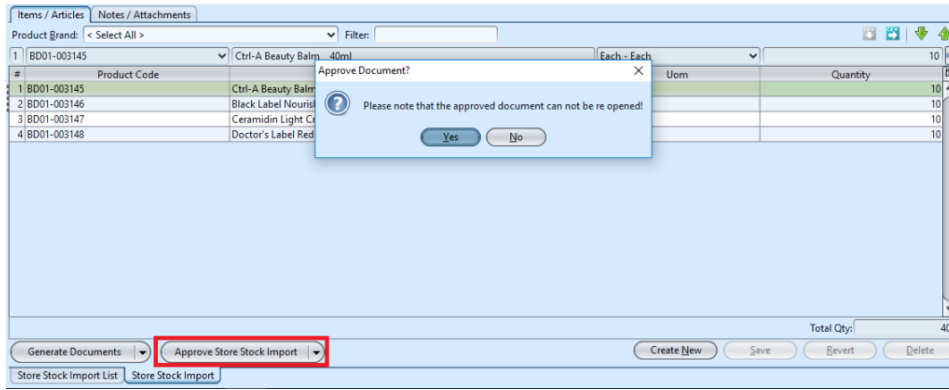 Items / Articles Notes / Attachments
Product Brand: < Select All > Filter:
1 BD01-003145 Ctrl-A Beauty Balm 40ml Each - Each 10
Approve Document?
# Product Code Uom Quantity
1 BD01-003145 Ctrl-A Beauty Balm 10
2 BD01-003146 Black Label 10
3 BD01-003147 Ceramidin Light 10
4 BD01-003148 Doctor's Label Red 10
Please note that the approved document can not be re opened!
Yes No
Total Qty: 40
Generate Documents Approve Store Stock Import Create New Save Revert Delete
Store Stock Import List Store Stock Import